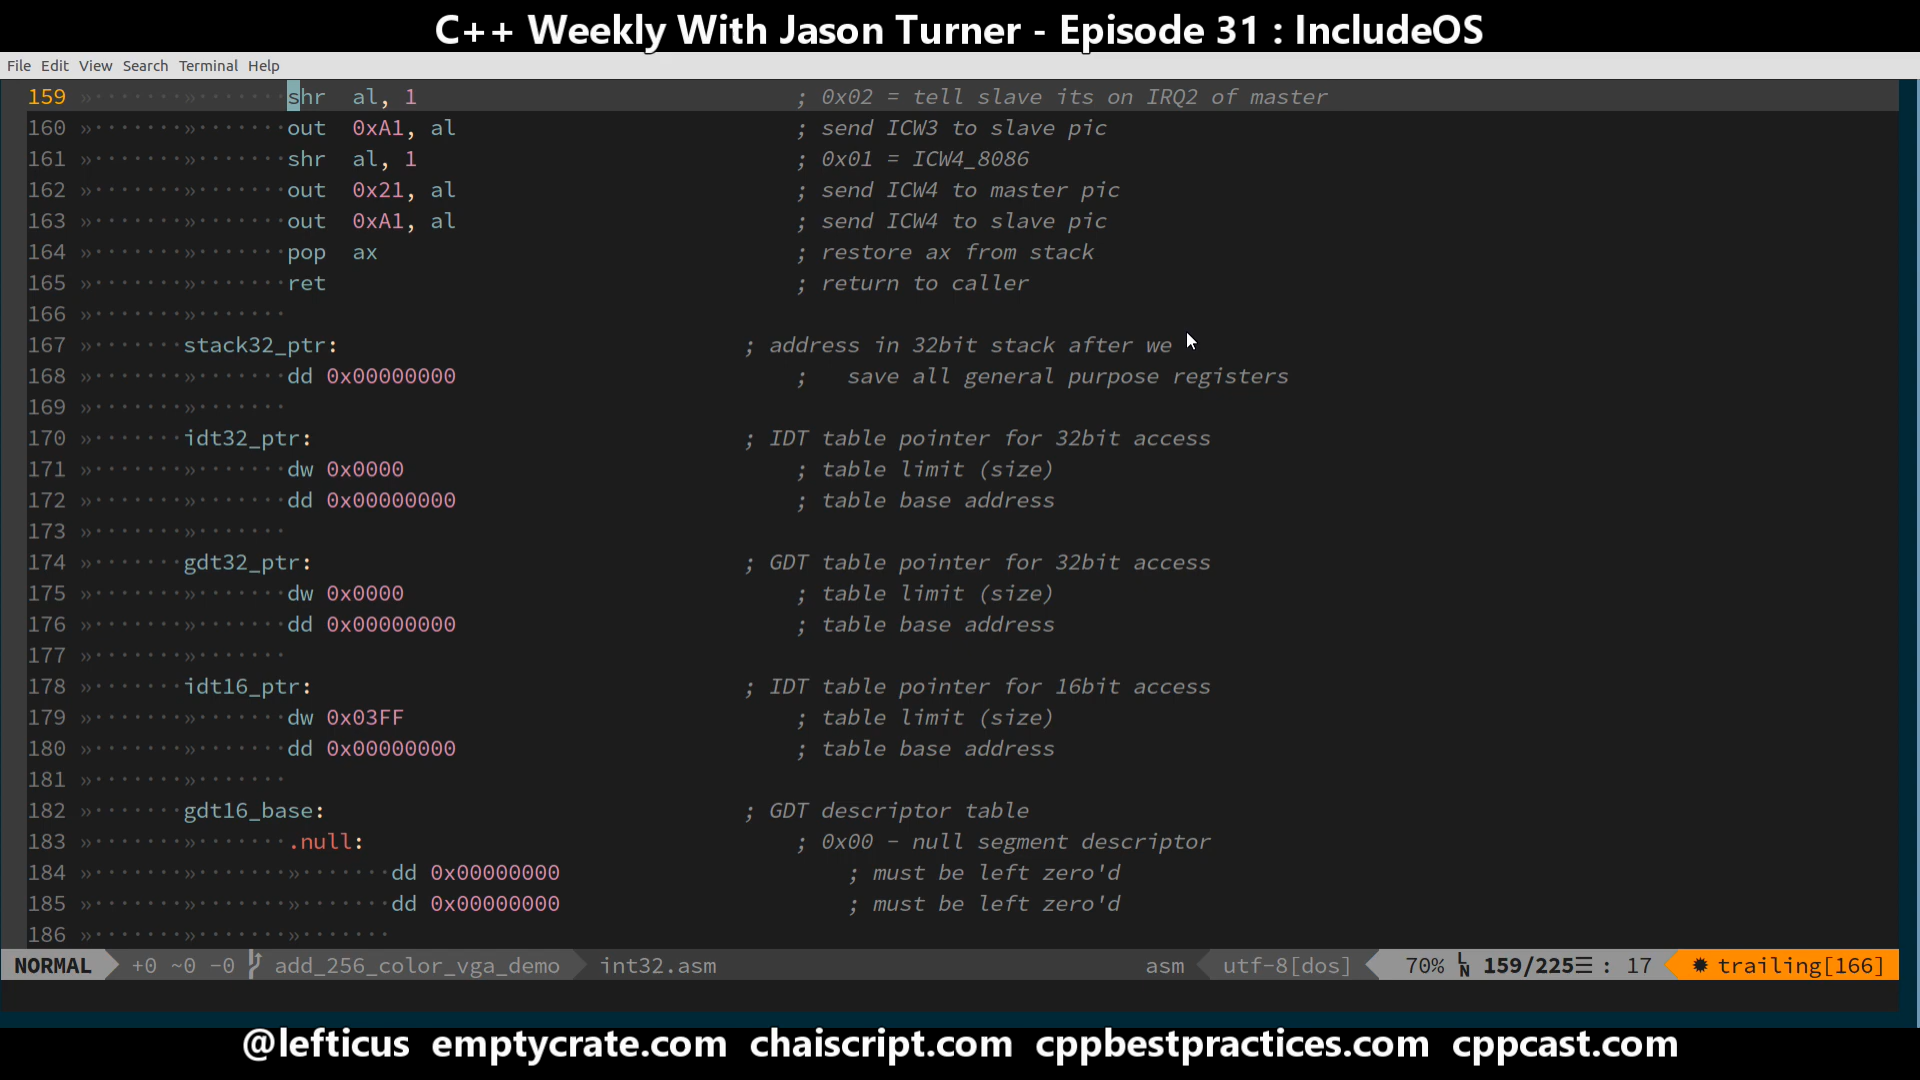 C++ Weekly With Jason Turner - Episode 31 : IncludeOS
File Edit View Search Terminal Help
159 » » shr al, 1 ; 0x02 = tell slave its on IRQ2 of master
160 » » out 0xA1, al ; send ICW3 to slave pic
161 » » shr al, 1 ; 0x01 = ICW4_8086
162 » » out 0x21, al ; send ICW4 to master pic
163 » » out 0xA1, al ; send ICW4 to slave pic
164 » » pop ax ; restore ax from stack
165 » » ret ; return to caller
166 » »
167 » stack32_ptr: ; address in 32bit stack after we
168 » » dd 0x00000000 ; save all general purpose registers
169 » »
170 » idt32_ptr: ; IDT table pointer for 32bit access
171 » » dw 0x0000 ; table limit (size)
172 » » dd 0x00000000 ; table base address
173 » »
174 » gdt32_ptr: ; GDT table pointer for 32bit access
175 » » dw 0x0000 ; table limit (size)
176 » » dd 0x00000000 ; table base address
177 » »
178 » idt16_ptr: ; IDT table pointer for 16bit access
179 » » dw 0x03FF ; table limit (size)
180 » » dd 0x00000000 ; table base address
181 » »
182 » gdt16_base: ; GDT descriptor table
183 » » .null: ; 0x00 - null segment descriptor
184 » » » dd 0x00000000 ; must be left zero'd
185 » » » dd 0x00000000 ; must be left zero'd
186 » » »
NORMAL +0 ~0 -0 add_256_color_vga_demo int32.asm asm utf-8[dos] 70% LN 159/225☰ : 17 ✹ trailing[166]
@lefticus emptycrate.com chaiscript.com cppbestpractices.com cppcast.com